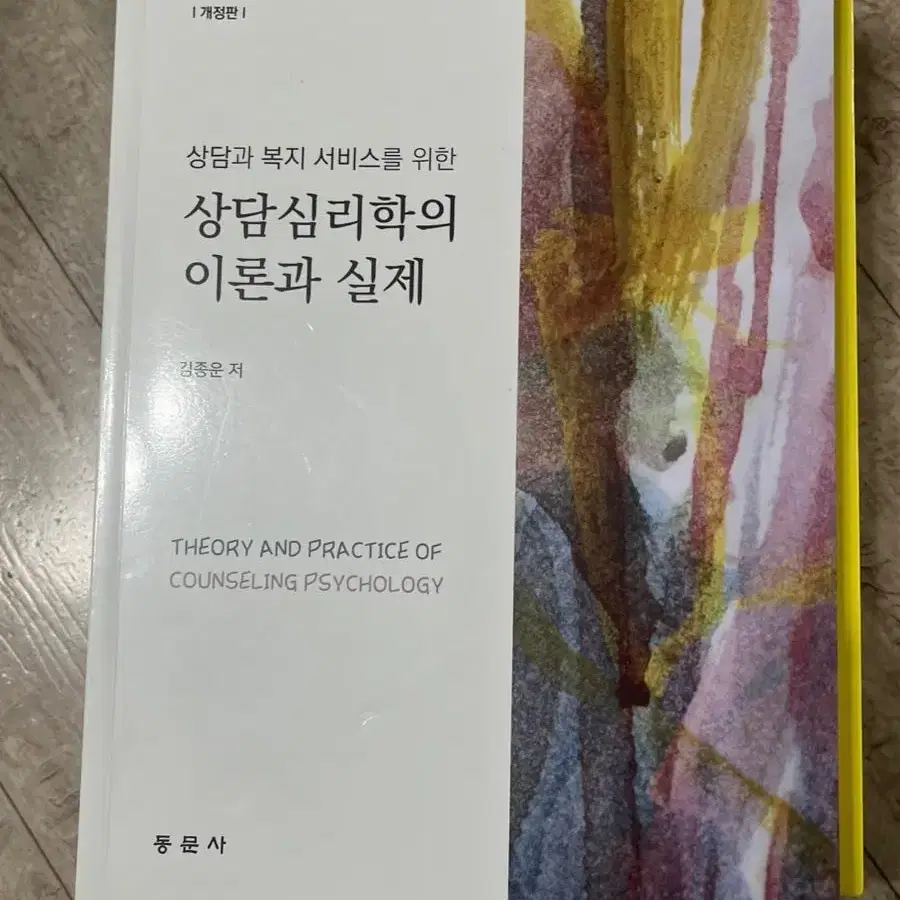 | 개정판 |
상담과 복지 서비스를 위한
상담심리학의
이론과 실제
김종운 저
THEORY AND PRACTICE OF
COUNSELING PSYCHOLOGY
동문사